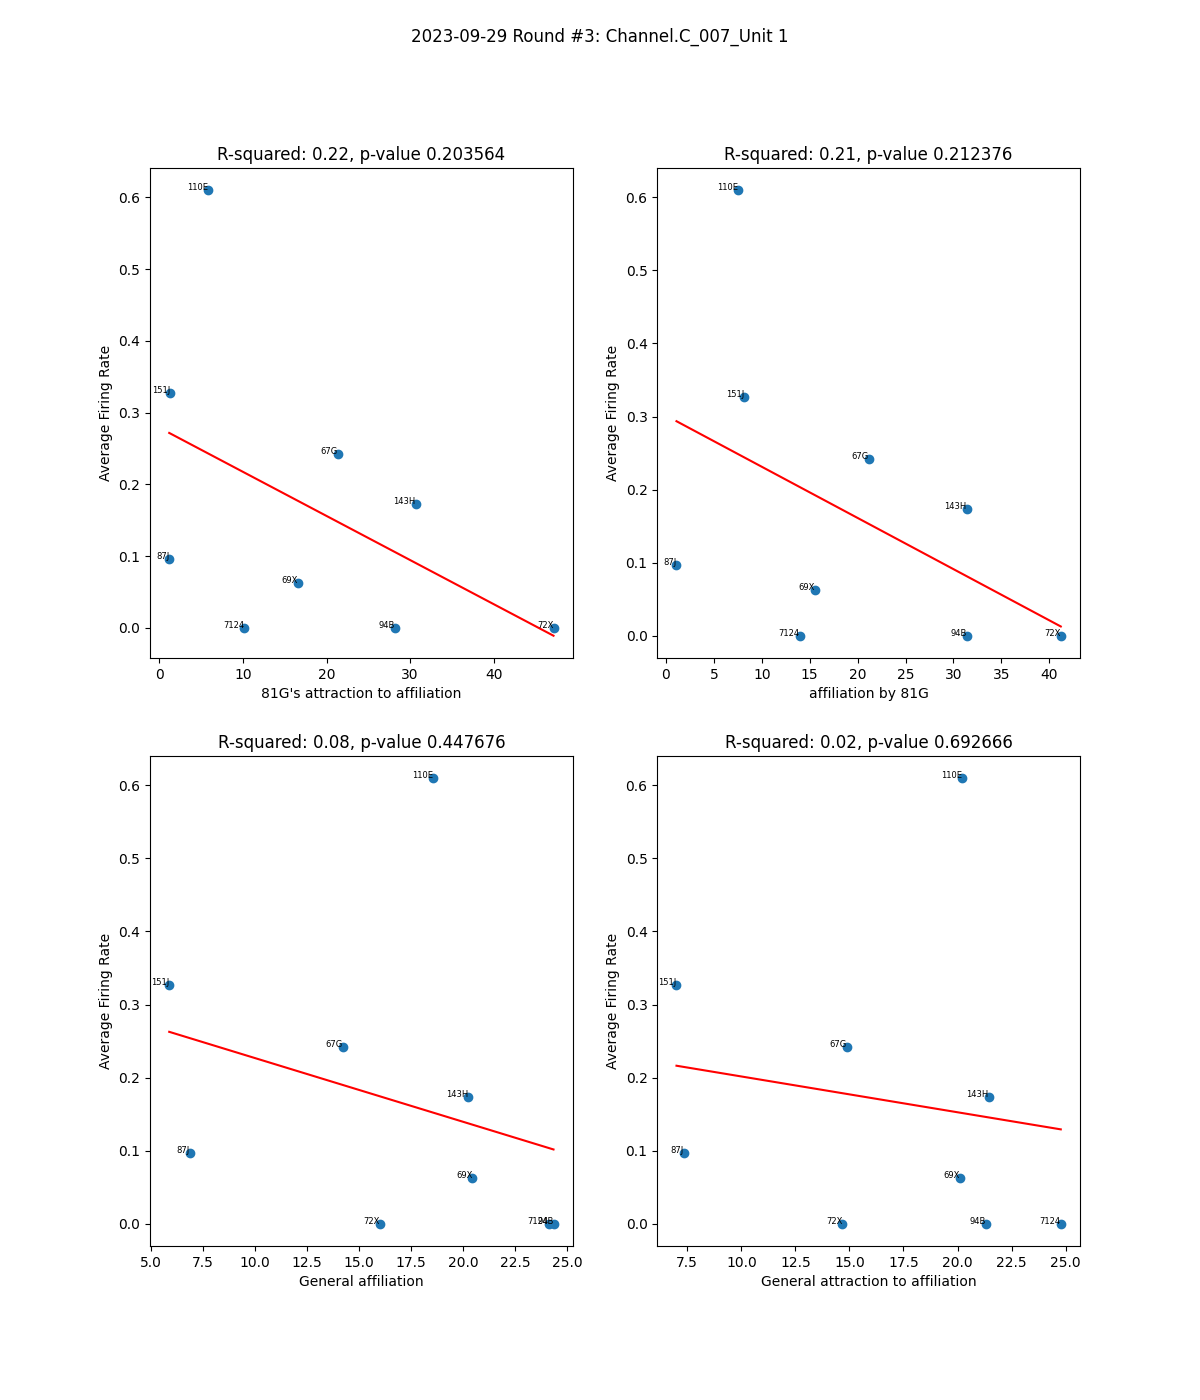 2023-09-29 Round #3: Channel.C_007_Unit 1
R-squared: 0.22, p-value 0.203564
0.6
0.5
0.4
0.3
0.2
0.1
0.0
Average Firing Rate
110E
151J
67G
143H
87J
69X
7124
94B
72X
0
10
20
30
40
81G's attraction to affiliation
R-squared: 0.21, p-value 0.212376
0.6
0.5
0.4
0.3
0.2
0.1
0.0
Average Firing Rate
110E
151J
67G
143H
87J
69X
7124
94B
72X
0
5
10
15
20
25
30
35
40
affiliation by 81G
R-squared: 0.08, p-value 0.447676
0.6
0.5
0.4
0.3
0.2
0.1
0.0
Average Firing Rate
110E
151J
67G
143H
87J
69X
72X
7124
94B
5.0
7.5
10.0
12.5
15.0
17.5
20.0
22.5
25.0
General affiliation
R-squared: 0.02, p-value 0.692666
0.6
0.5
0.4
0.3
0.2
0.1
0.0
Average Firing Rate
110E
151J
67G
143H
87J
69X
72X
94B
7124
7.5
10.0
12.5
15.0
17.5
20.0
22.5
25.0
General attraction to affiliation